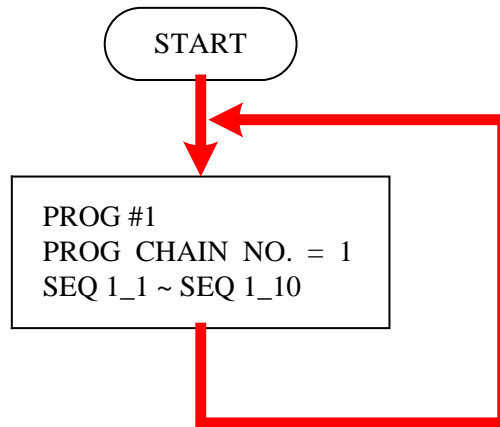 START
PROG #1
PROG CHAIN NO. = 1
SEQ 1_1 ~ SEQ 1_10